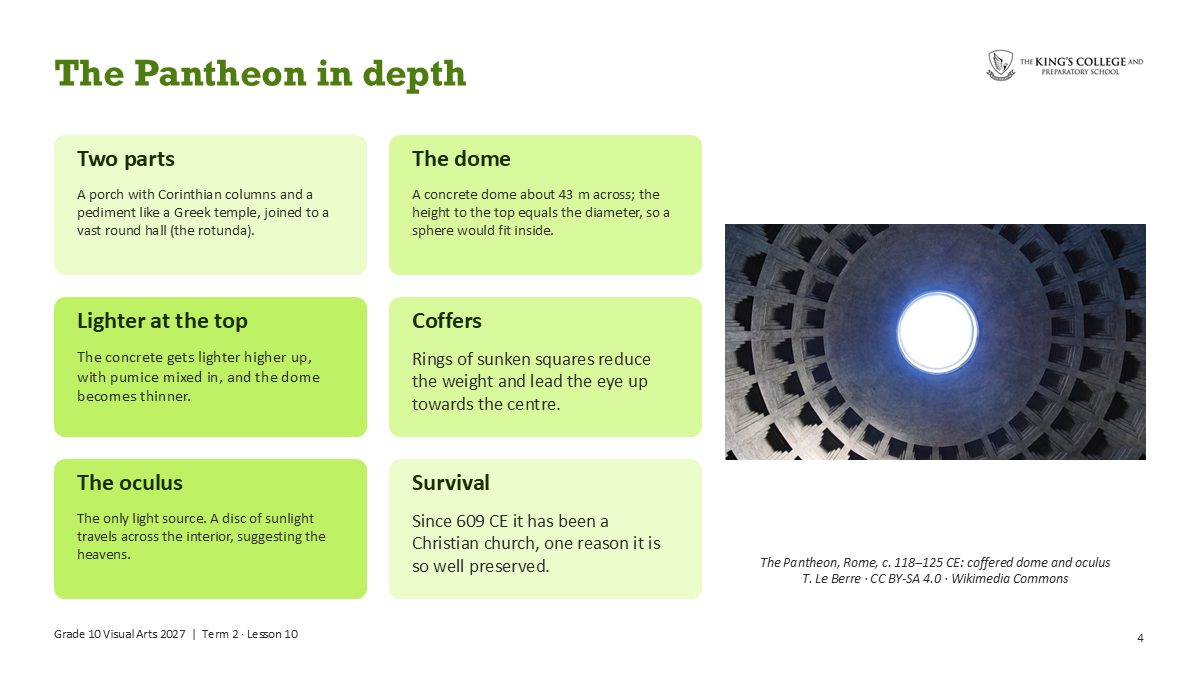 The Pantheon in depth
THE KING'S COLLEGE AND
PREPARATORY SCHOOL
Two parts
A porch with Corinthian columns and a
pediment like a Greek temple, joined to a
vast round hall (the rotunda).
The dome
A concrete dome about 43 m across; the
height to the top equals the diameter, so a
sphere would fit inside.
Lighter at the top
The concrete gets lighter higher up,
with pumice mixed in, and the dome
becomes thinner.
Coffers
Rings of sunken squares reduce
the weight and lead the eye up
towards the centre.
The oculus
The only light source. A disc of sunlight
travels across the interior, suggesting the
heavens.
Survival
Since 609 CE it has been a
Christian church, one reason it is
so well preserved.
The Pantheon, Rome, c. 118–125 CE: coffered dome and oculus
T. Le Berre · CC BY-SA 4.0 · Wikimedia Commons
Grade 10 Visual Arts 2027 | Term 2 · Lesson 10
4